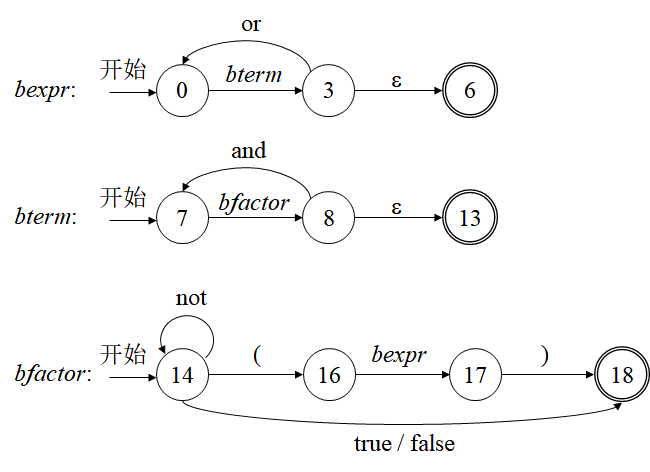 or
bexpr: 开始 0 bterm 3 ε 6
and
bterm: 开始 7 bfactor 8 ε 13
not
bfactor: 开始 14 ( 16 bexpr 17 ) 18
true / false